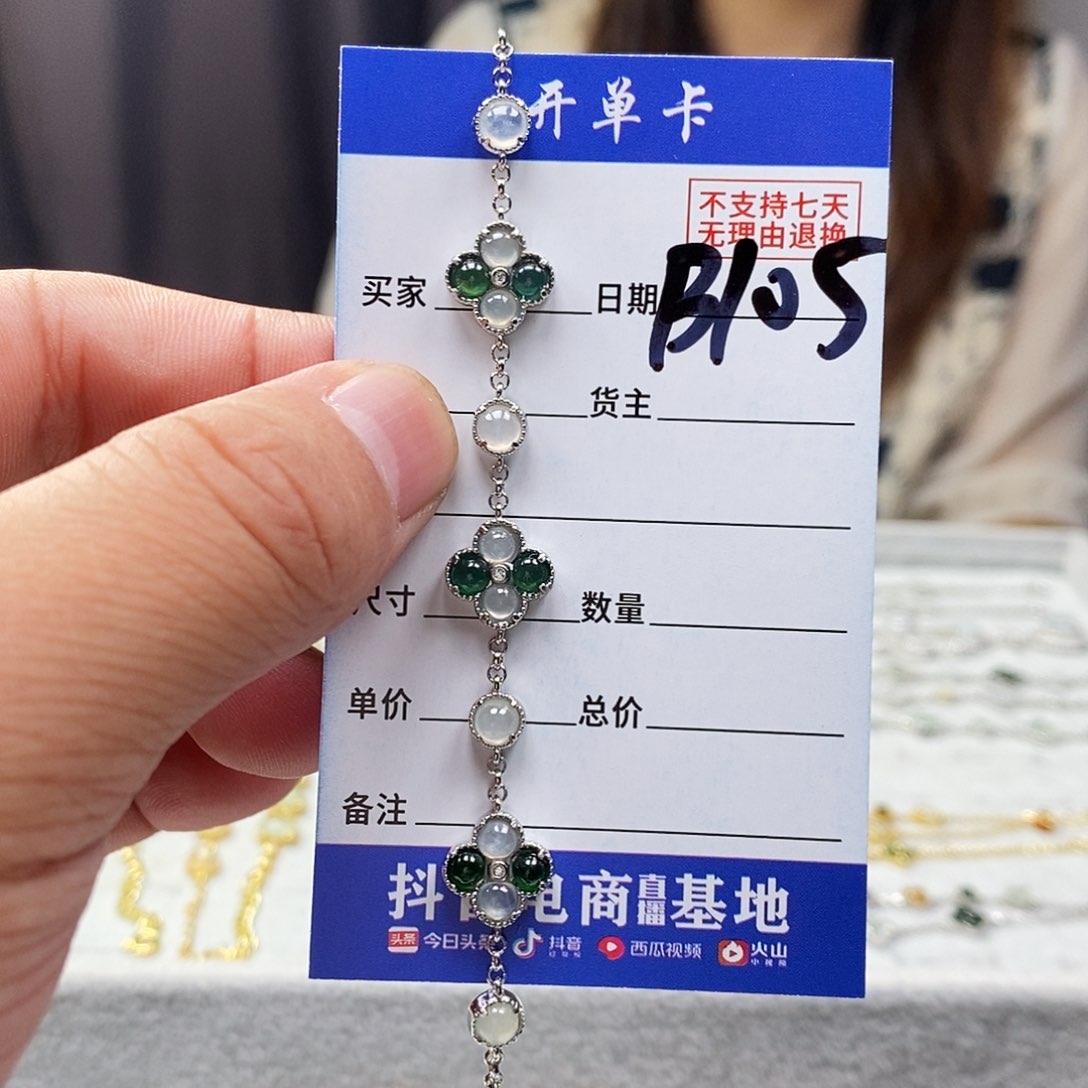 开单卡
不支持七天
无理由退换
买家 日期 B105
货主
尺寸 数量
单价 总价
备注
抖音电商直播基地
今日头条 抖音 西瓜视频 火山